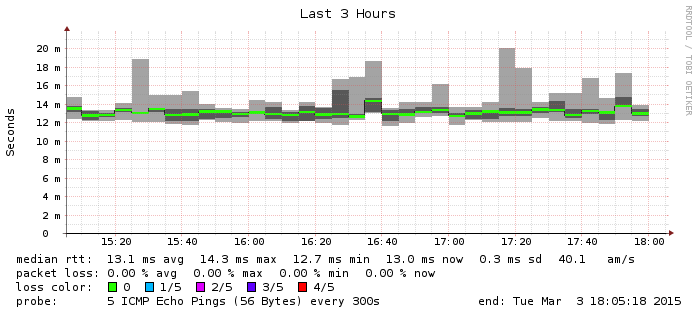 Last 3 Hours
RRDTOOL / TOBI OETIKER
Seconds
20 m
18 m
16 m
14 m
12 m
10 m
8 m
6 m
4 m
2 m
0
15:20 15:40 16:00 16:20 16:40 17:00 17:20 17:40 18:00
median rtt: 13.1 ms avg 14.3 ms max 12.7 ms min 13.0 ms now 0.3 ms sd 40.1 am/s
packet loss: 0.00 % avg 0.00 % max 0.00 % min 0.00 % now
loss color: 0 1/5 2/5 3/5 4/5
probe: 5 ICMP Echo Pings (56 Bytes) every 300s end: Tue Mar 3 18:05:18 2015